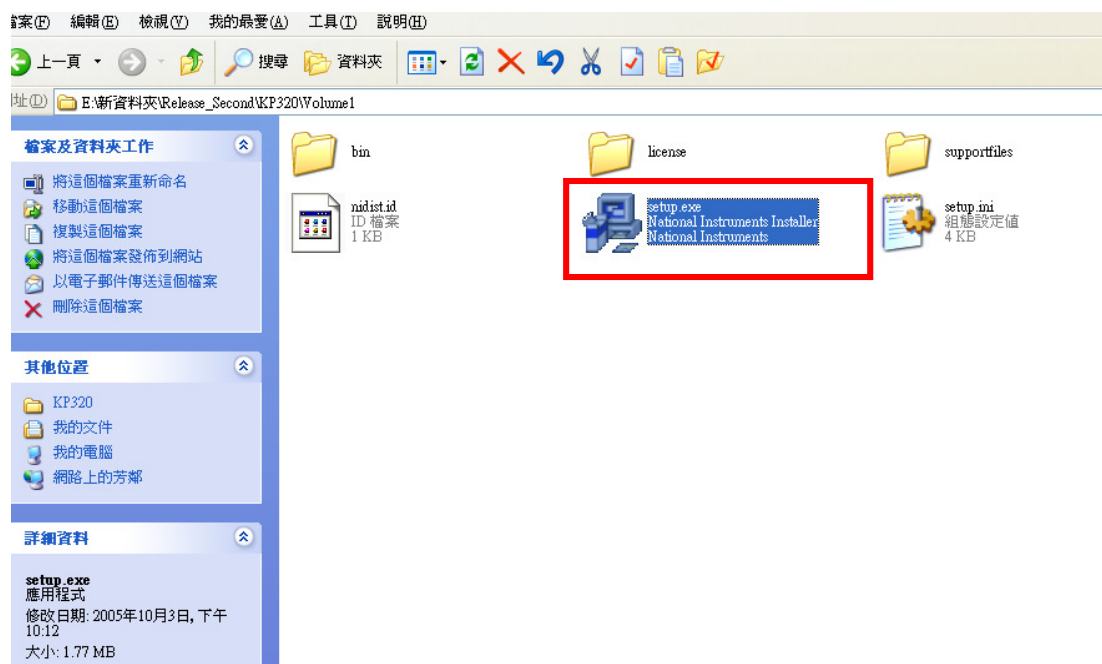 檔案(F) 編輯(E) 檢視(V) 我的最愛(A) 工具(T) 說明(H)
上一頁 搜尋 資料夾
址(D) E:\新資料夾\Release_Second\KP320\Volume1
檔案及資料夾工作
將這個檔案重新命名
移動這個檔案
複製這個檔案
將這個檔案發佈到網站
以電子郵件傳送這個檔案
刪除這個檔案
其他位置
KP320
我的文件
我的電腦
網路上的芳鄰
詳細資料
setup.exe
應用程式
修改日期: 2005年10月3日, 下午
10:12
大小: 1.77 MB
bin
license
supportfiles
nidist.id
ID 檔案
1 KB
setup.exe
National Instruments Installer
National Instruments
setup.ini
組態設定值
4 KB